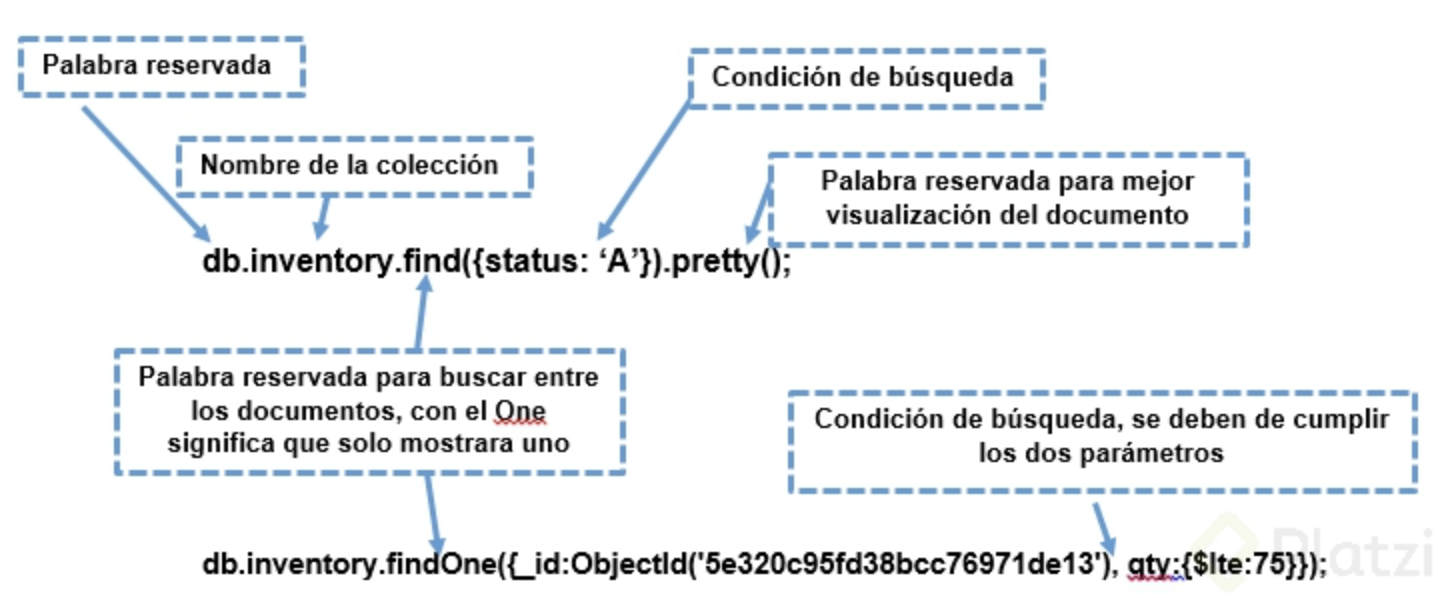 Palabra reservada
Condición de búsqueda
Nombre de la colección
Palabra reservada para mejor
visualización del documento
db.inventory.find({status: ‘A’}).pretty();
Palabra reservada para buscar entre
los documentos, con el One
significa que solo mostrara uno
Condición de búsqueda, se deben de cumplir
los dos parámetros
db.inventory.findOne({_id:ObjectId('5e320c95fd38bcc76971de13'), qty:{$lte:75}});
Platzi